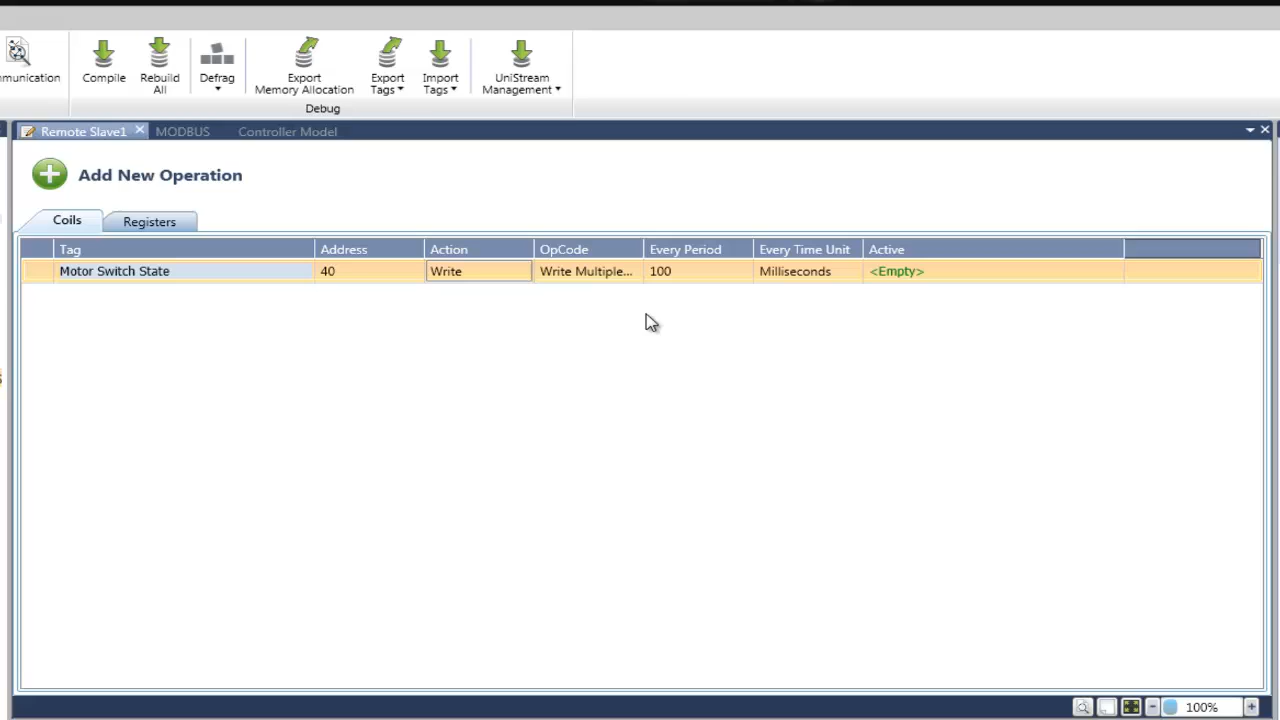 mmunication Compile Rebuild All Defrag Export Memory Allocation Export Tags Import Tags UniStream Management
Debug
Remote Slave1 MODBUS Controller Model
Add New Operation
Coils Registers
Tag Address Action OpCode Every Period Every Time Unit Active
Motor Switch State 40 Write Write Multiple... 100 Milliseconds <Empty>
100%